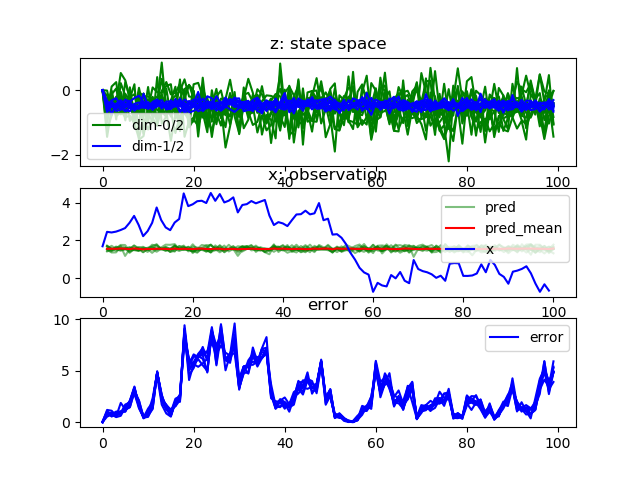 z: state space
0
−2
dim-0/2
dim-1/2
0 20 40 60 80 100
x: observation
4
2
0
pred
pred_mean
x
0 20 40 60 80 100
error
10
5
0
error
0 20 40 60 80 100